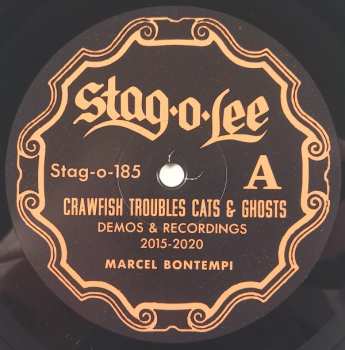 Stag-o-Lee
Stag-o-185
A
CRAWFISH TROUBLES CATS & GHOSTS
DEMOS & RECORDINGS
2015-2020
MARCEL BONTEMPI